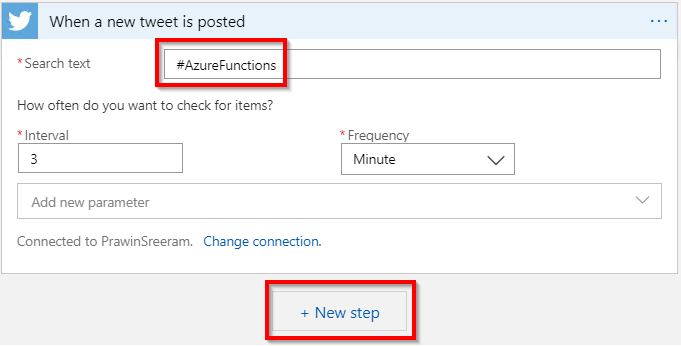 When a new tweet is posted
...
* Search text
#AzureFunctions
How often do you want to check for items?
* Interval
* Frequency
3
Minute
Add new parameter
Connected to PrawinSreeram. Change connection.
+ New step